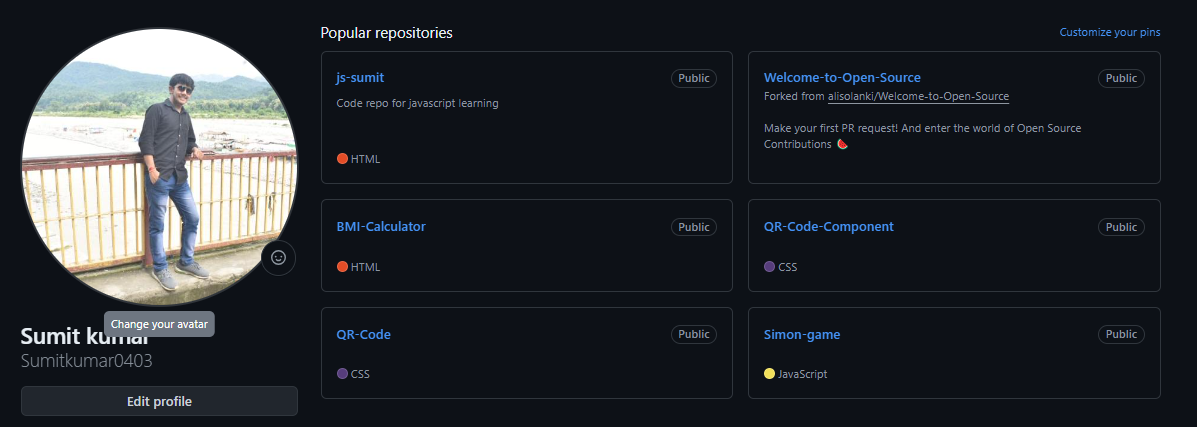 Popular repositories
Customize your pins
js-sumit
Public
Code repo for javascript learning
HTML
Welcome-to-Open-Source
Public
Forked from alisolanki/Welcome-to-Open-Source
Make your first PR request! And enter the world of Open Source
Contributions 🍉
BMI-Calculator
Public
HTML
QR-Code-Component
Public
CSS
QR-Code
Public
CSS
Simon-game
Public
JavaScript
Change your avatar
Sumit kumar
Sumitkumar0403
Edit profile